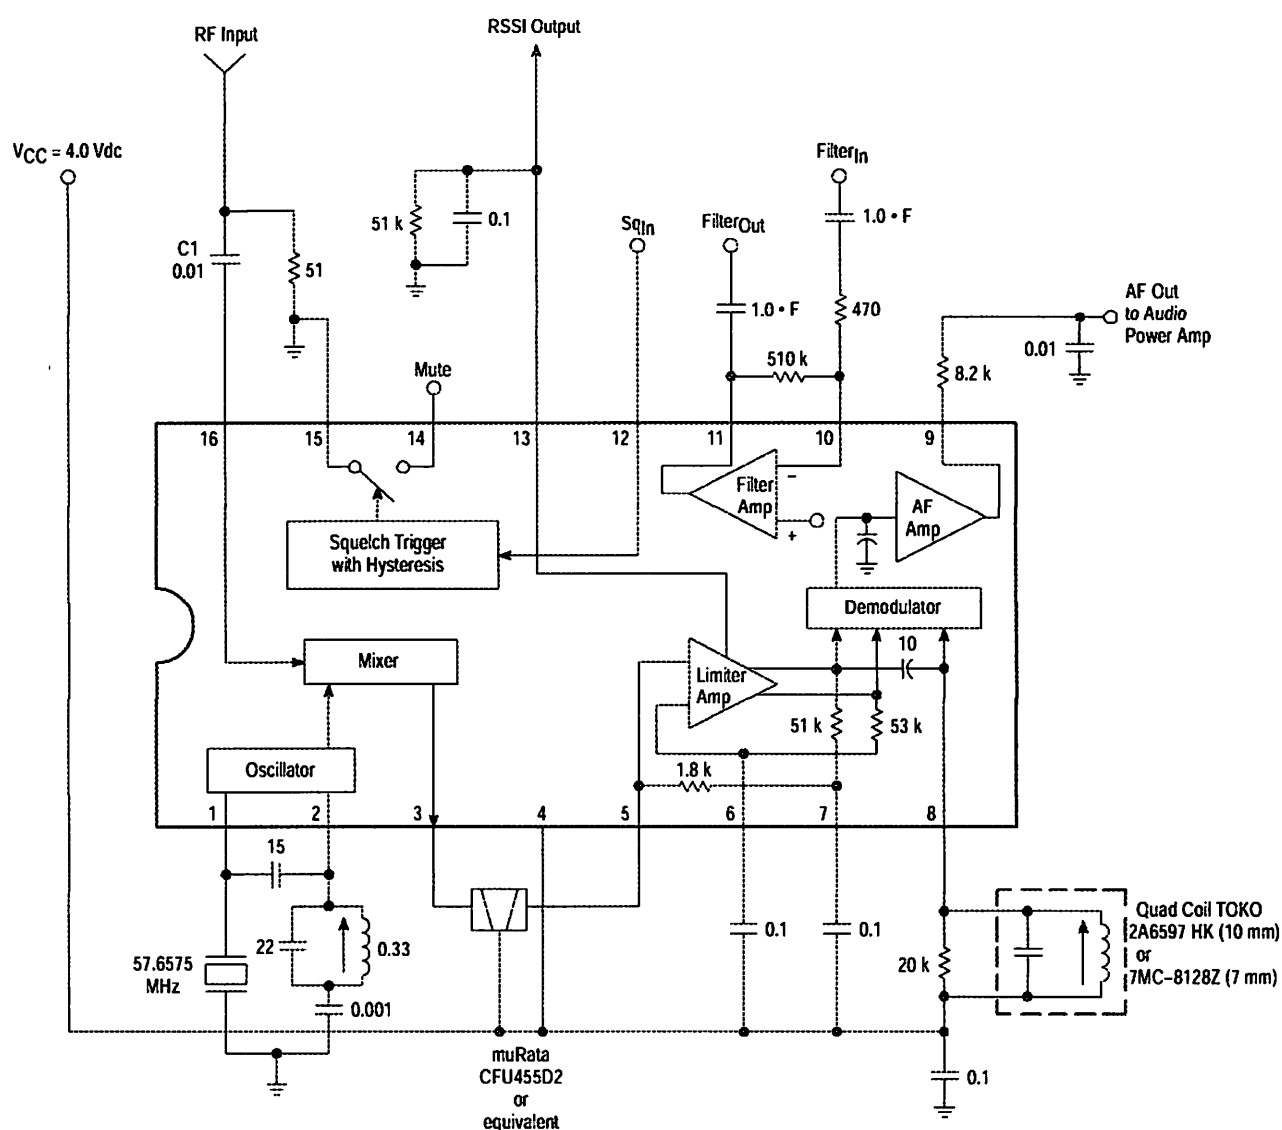 RF Input
RSSI Output
VCC = 4.0 Vdc
FilterIn
51 k
0.1
SqIn
FilterOut
1.0 • F
C1
0.01
51
1.0 • F
470
AF Out
to Audio
Power Amp
0.01
510 k
8.2 k
Mute
16
15
14
13
12
11
10
9
Filter
Amp
−
+
AF
Amp
Squelch Trigger
with Hysteresis
Demodulator
Mixer
10
Limiter
Amp
51 k
53 k
Oscillator
1.8 k
1
2
3
4
5
6
7
8
15
22
0.33
57.6575
MHz
0.001
0.1
0.1
20 k
Quad Coil TOKO
2A6597 HK (10 mm)
or
7MC–8128Z (7 mm)
muRata
CFU455D2
or
equivalent
0.1